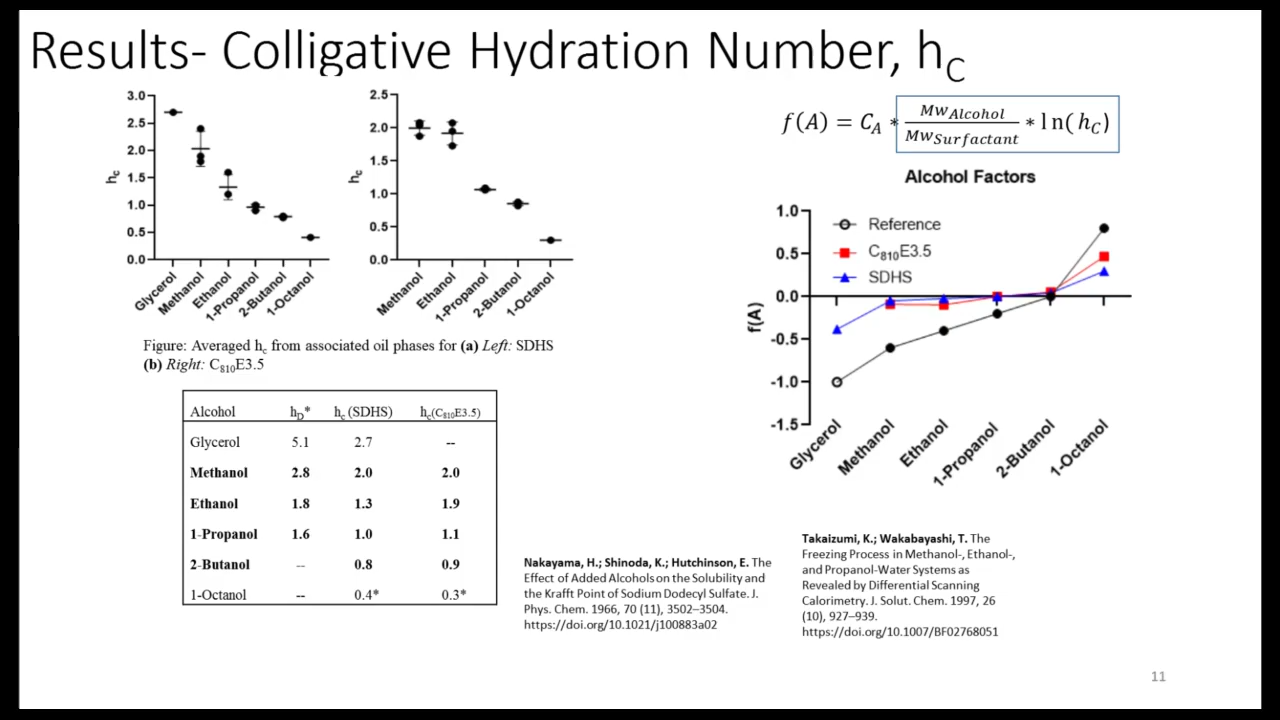 Results- Colligative Hydration Number, hC
3.0
2.5
2.0
1.5
1.0
0.5
0.0
hc
Glycerol
Methanol
Ethanol
1-Propanol
2-Butanol
1-Octanol
2.5
2.0
1.5
1.0
0.5
0.0
hc
Methanol
Ethanol
1-Propanol
2-Butanol
1-Octanol
Figure: Averaged hc from associated oil phases for (a) Left: SDHS
(b) Right: C810E3.5
Alcohol hD* hc (SDHS) hc(C810E3.5)
Glycerol 5.1 2.7 --
Methanol 2.8 2.0 2.0
Ethanol 1.8 1.3 1.9
1-Propanol 1.6 1.0 1.1
2-Butanol -- 0.8 0.9
1-Octanol -- 0.4* 0.3*
f(A) = CA * MwAlcohol / MwSurfactant * ln(hC)
Alcohol Factors
1.0
0.5
0.0
-0.5
-1.0
-1.5
f(A)
Reference
C810E3.5
SDHS
Glycerol
Methanol
Ethanol
1-Propanol
2-Butanol
1-Octanol
Nakayama, H.; Shinoda, K.; Hutchinson, E. The
Effect of Added Alcohols on the Solubility and
the Krafft Point of Sodium Dodecyl Sulfate. J.
Phys. Chem. 1966, 70 (11), 3502–3504.
https://doi.org/10.1021/j100883a02
Takaizumi, K.; Wakabayashi, T. The
Freezing Process in Methanol-, Ethanol-,
and Propanol-Water Systems as
Revealed by Differential Scanning
Calorimetry. J. Solut. Chem. 1997, 26
(10), 927–939.
https://doi.org/10.1007/BF02768051
11